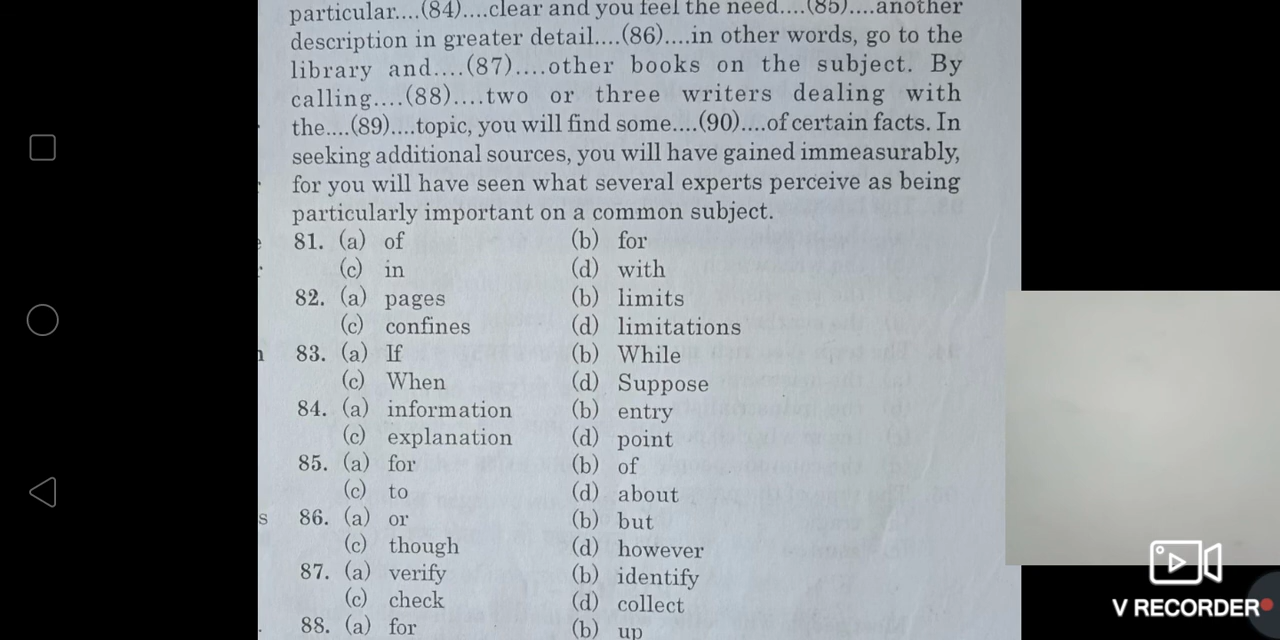 particular....(84)....clear and you feel the need....(85)....another
description in greater detail....(86)....in other words, go to the
library and....(87)....other books on the subject. By
calling....(88)....two or three writers dealing with
the....(89)....topic, you will find some....(90)....of certain facts. In
seeking additional sources, you will have gained immeasurably,
for you will have seen what several experts perceive as being
particularly important on a common subject.
81. (a) of (b) for
(c) in (d) with
82. (a) pages (b) limits
(c) confines (d) limitations
83. (a) If (b) While
(c) When (d) Suppose
84. (a) information (b) entry
(c) explanation (d) point
85. (a) for (b) of
(c) to (d) about
86. (a) or (b) but
(c) though (d) however
87. (a) verify (b) identify
(c) check (d) collect
88. (a) for (b) up
V RECORDER